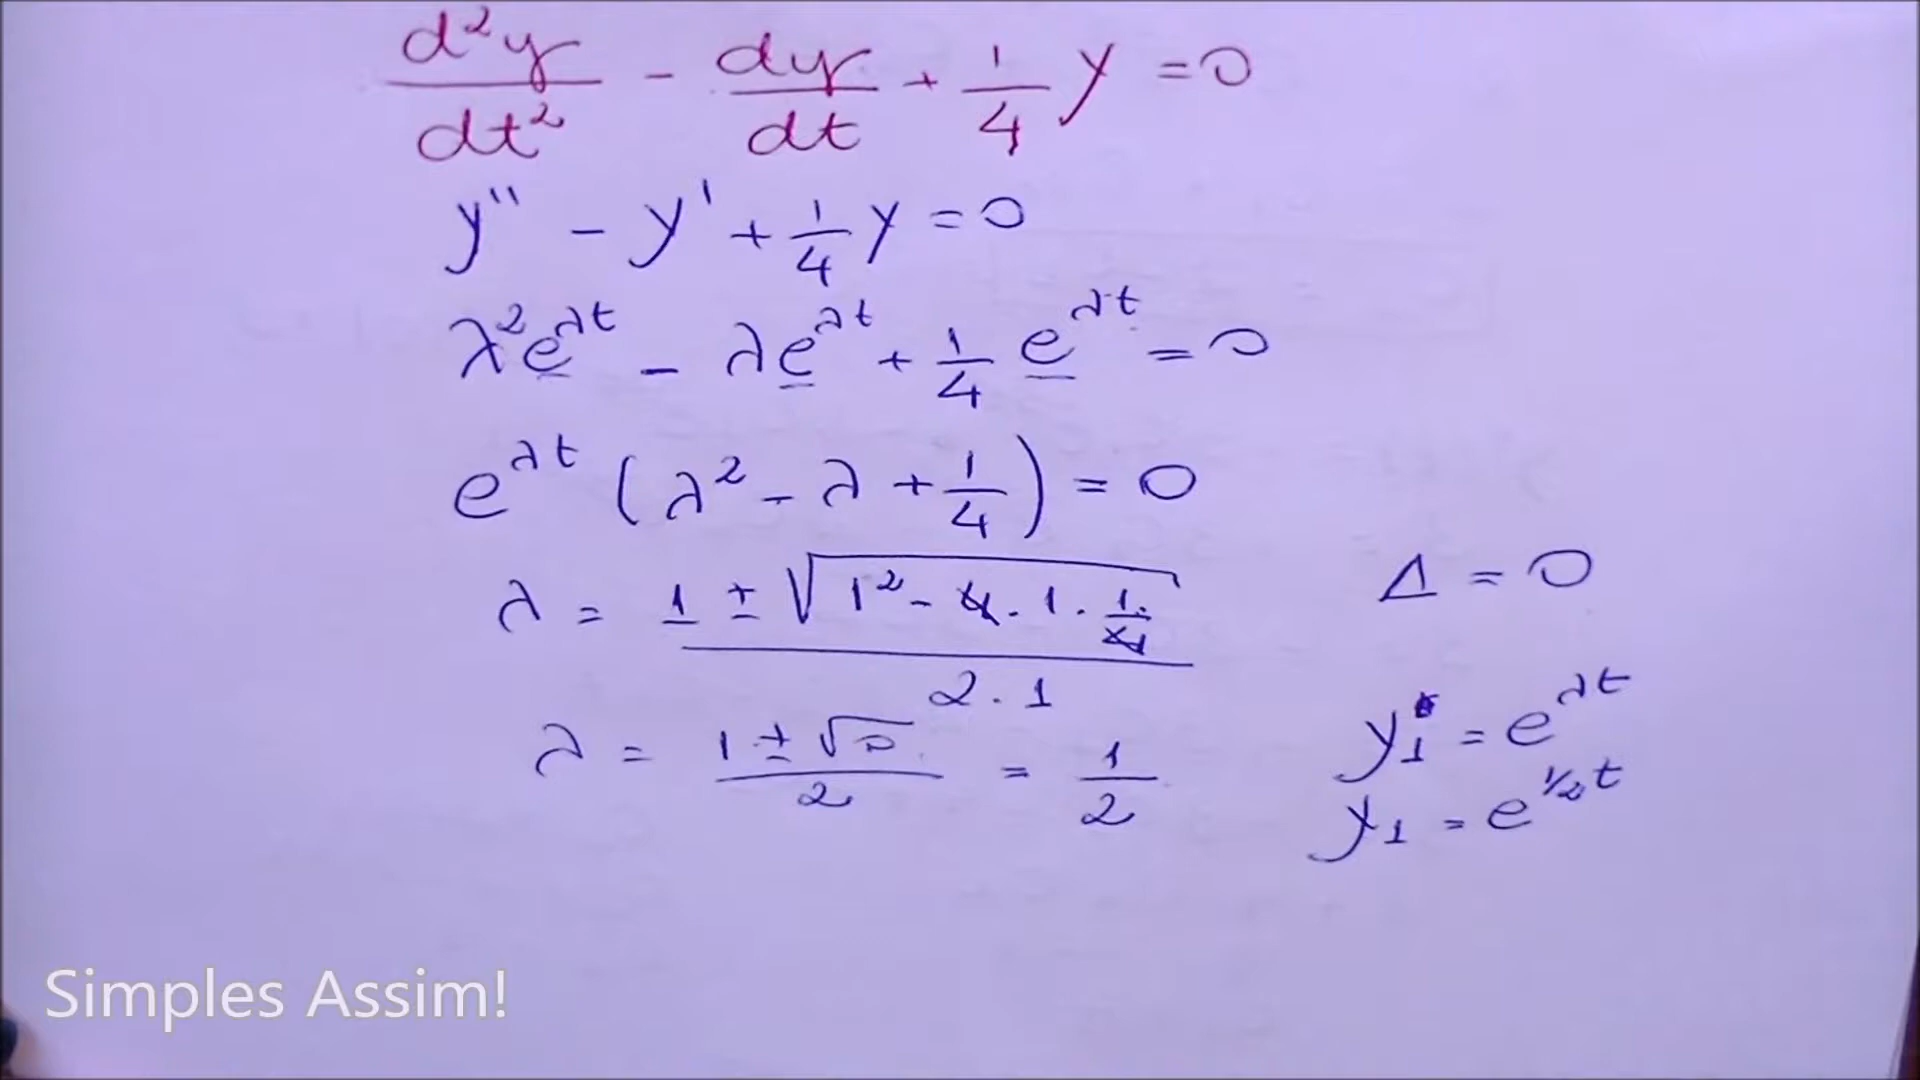 d²y/dt² - dy/dt + 1/4 y = 0
y'' - y' + 1/4 y = 0
λ²e^λt - λe^λt + 1/4 e^λt = 0
e^λt (λ² - λ + 1/4) = 0
λ = (1 ± √(1² - 4 . 1 . 1/4)) / (2 . 1)
Δ = 0
λ = (1 ± √0) / 2 = 1/2
y₁ = e^λt
y₁ = e^1/2t
Simples Assim!